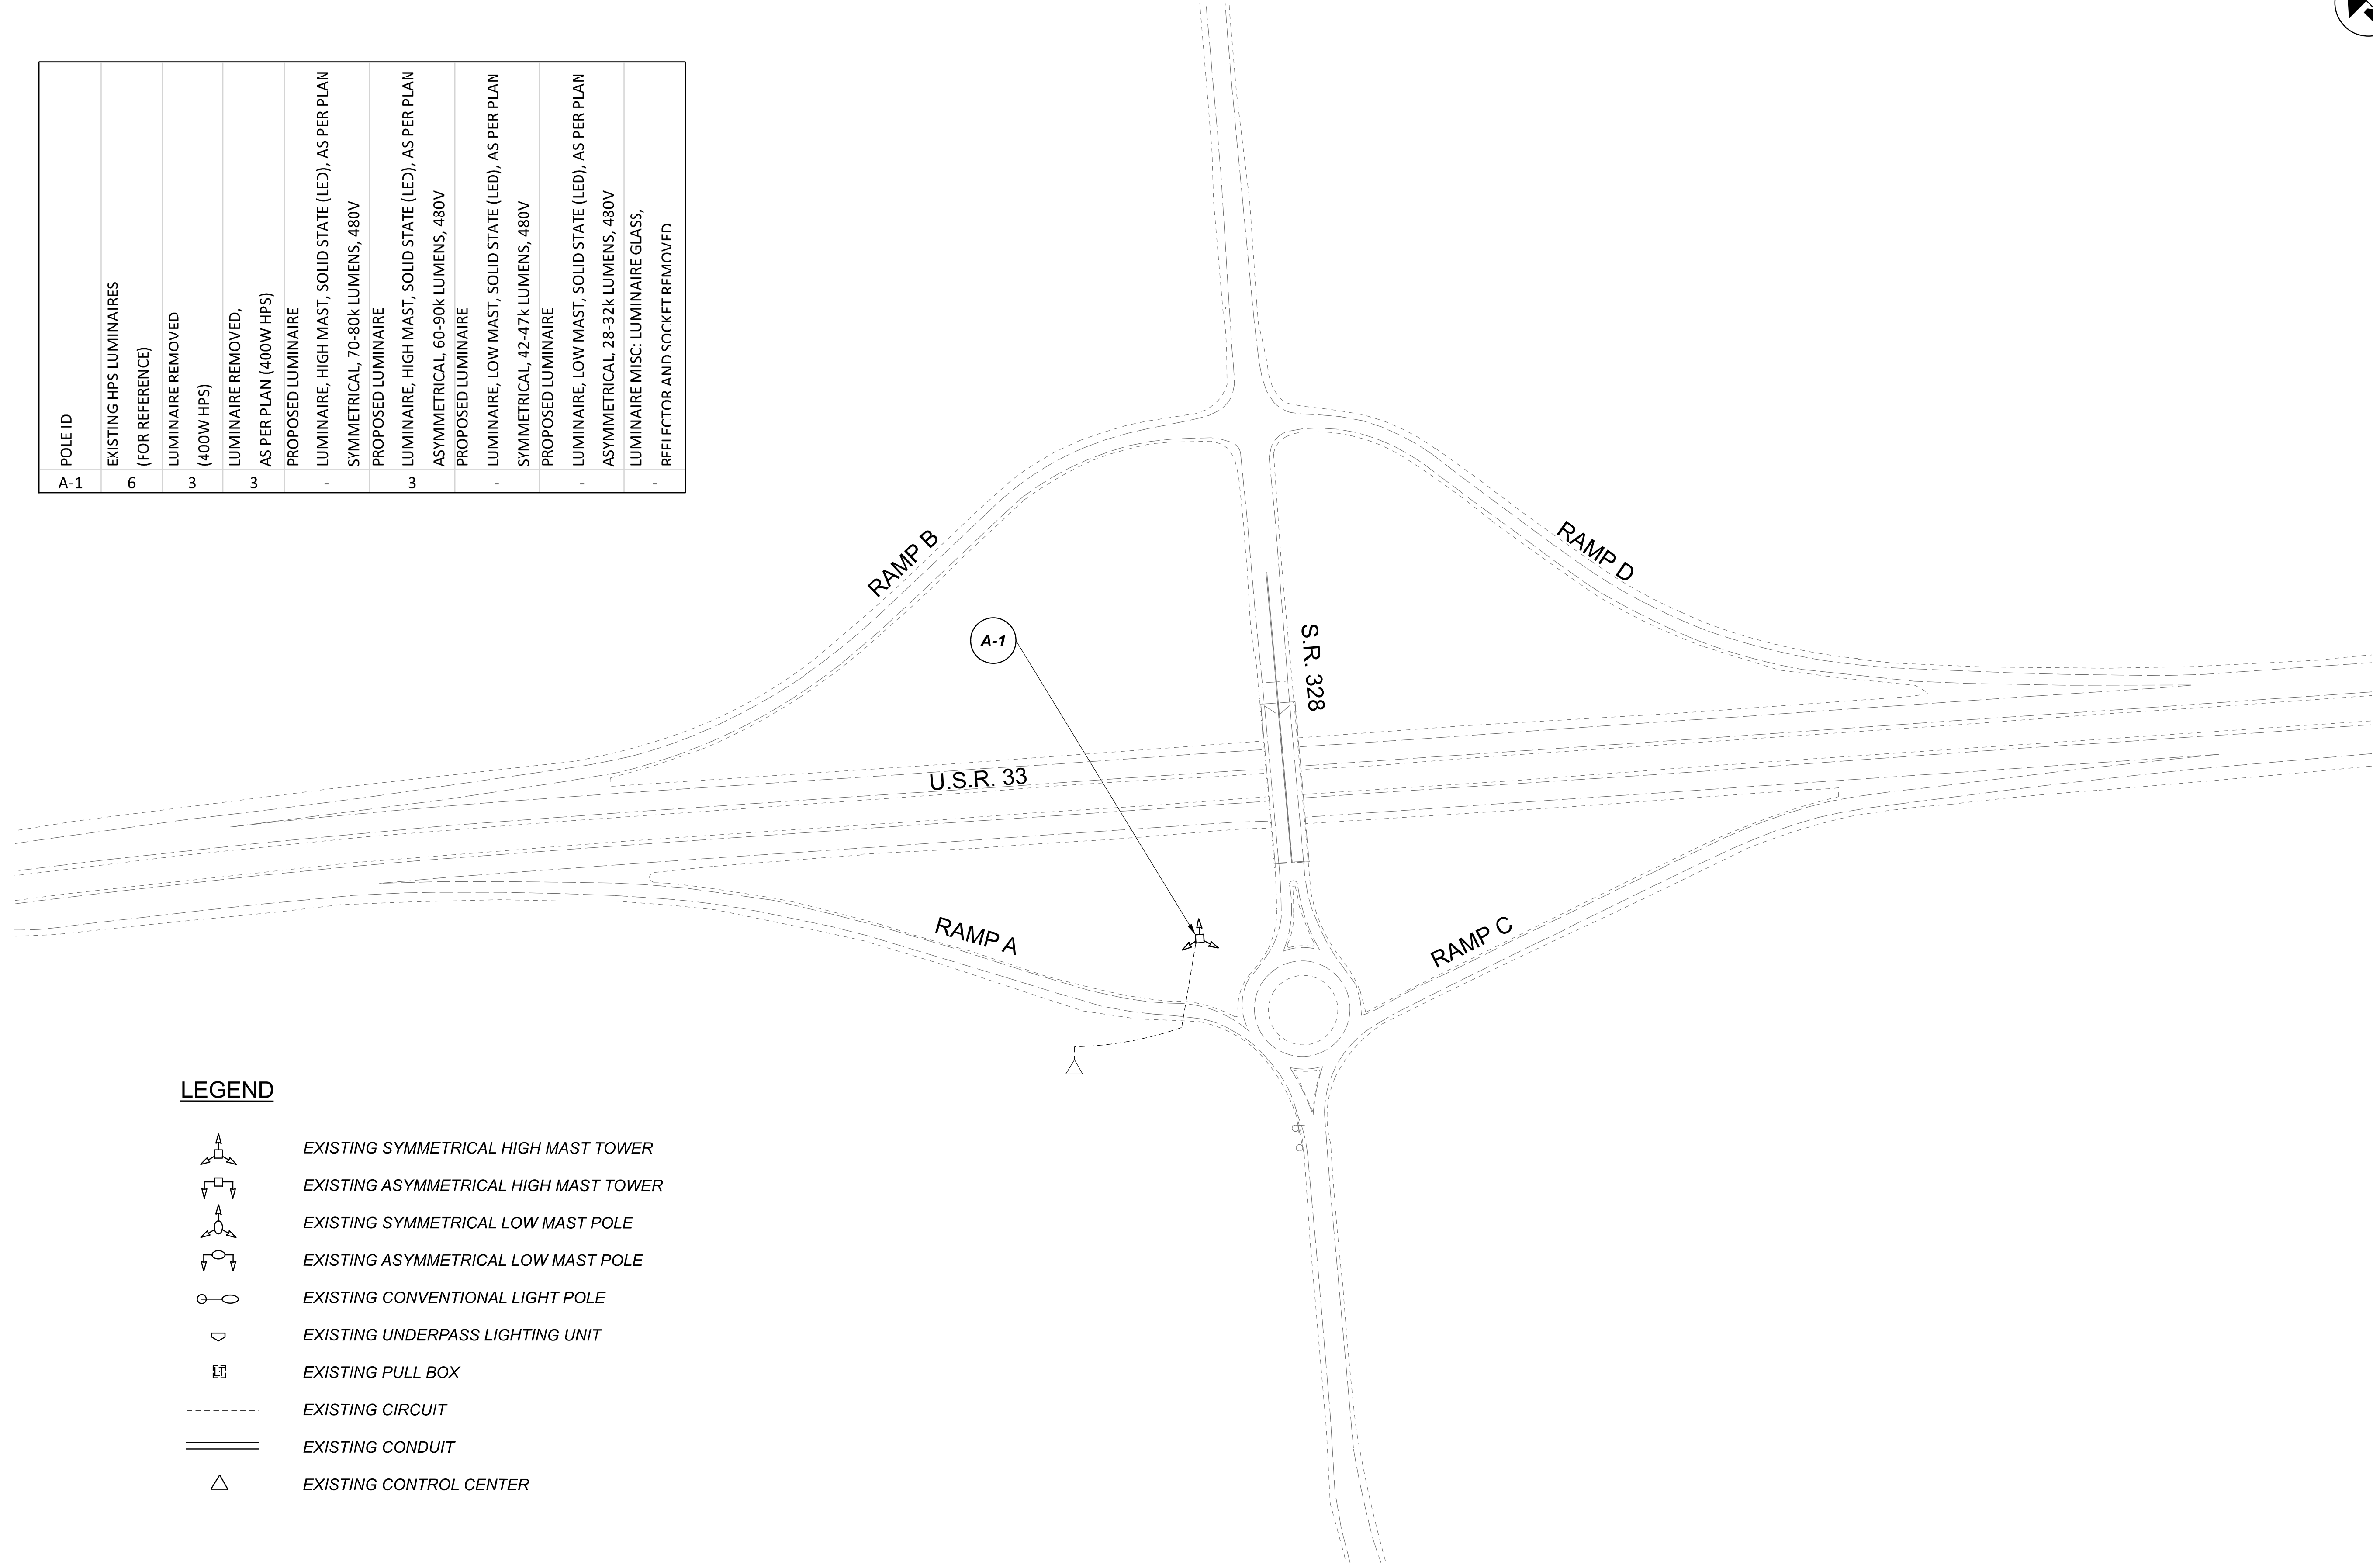 POLE ID
EXISTING HPS LUMINAIRES
(FOR REFERENCE)
LUMINAIRE REMOVED
(400W HPS)
LUMINAIRE REMOVED,
AS PER PLAN (400W HPS)
PROPOSED LUMINAIRE
LUMINAIRE, HIGH MAST, SOLID STATE (LED), AS PER PLAN
SYMMETRICAL, 70-80k LUMENS, 480V
PROPOSED LUMINAIRE
LUMINAIRE, HIGH MAST, SOLID STATE (LED), AS PER PLAN
ASYMMETRICAL, 60-90k LUMENS, 480V
PROPOSED LUMINAIRE
LUMINAIRE, LOW MAST, SOLID STATE (LED), AS PER PLAN
SYMMETRICAL, 42-47k LUMENS, 480V
PROPOSED LUMINAIRE
LUMINAIRE, LOW MAST, SOLID STATE (LED), AS PER PLAN
ASYMMETRICAL, 28-32k LUMENS, 480V
LUMINAIRE MISC: LUMINAIRE GLASS,
REFLECTOR AND SOCKET REMOVED
A-1 6 3 3 - 3 - - -
RAMP B
RAMP D
A-1
S.R. 328
U.S.R. 33
RAMP A
RAMP C
LEGEND
EXISTING SYMMETRICAL HIGH MAST TOWER
EXISTING ASYMMETRICAL HIGH MAST TOWER
EXISTING SYMMETRICAL LOW MAST POLE
EXISTING ASYMMETRICAL LOW MAST POLE
EXISTING CONVENTIONAL LIGHT POLE
EXISTING UNDERPASS LIGHTING UNIT
LT EXISTING PULL BOX
EXISTING CIRCUIT
EXISTING CONDUIT
EXISTING CONTROL CENTER